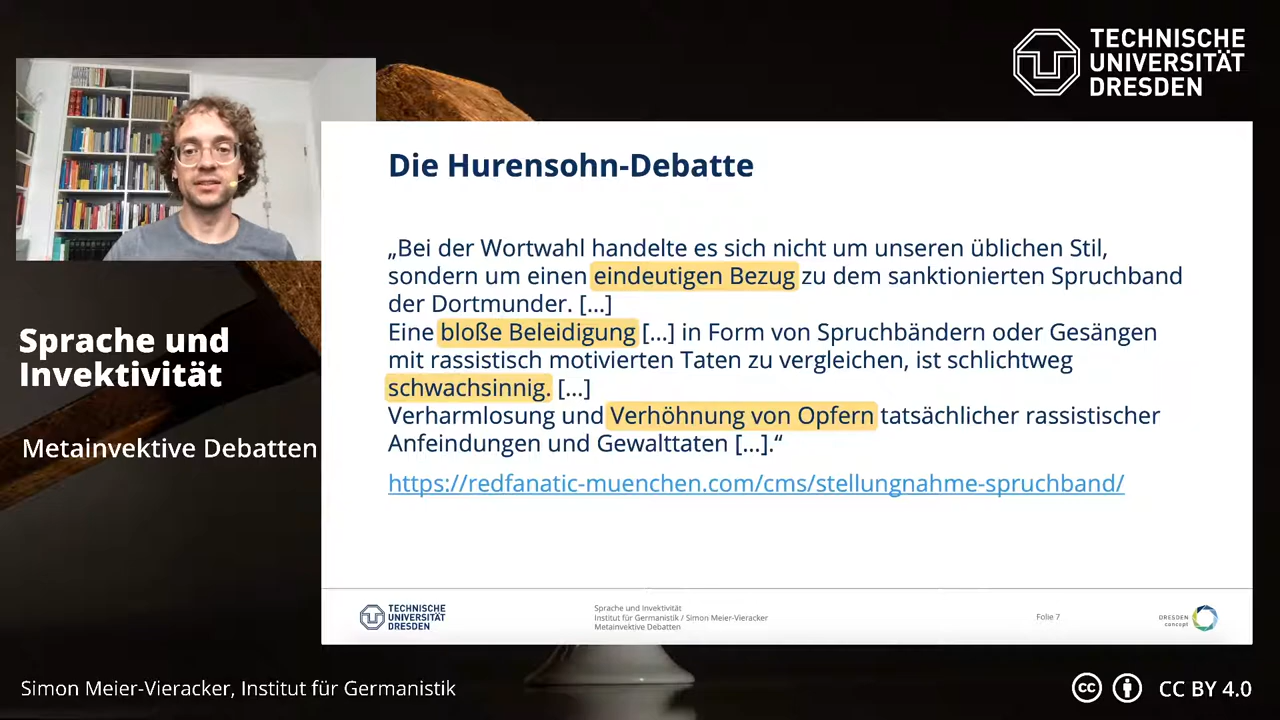 TECHNISCHE
UNIVERSITÄT
DRESDEN
Die Hurensohn-Debatte
„Bei der Wortwahl handelte es sich nicht um unseren üblichen Stil,
sondern um einen eindeutigen Bezug zu dem sanktionierten Spruchband
der Dortmunder. [...]
Eine bloße Beleidigung [...] in Form von Spruchbändern oder Gesängen
mit rassistisch motivierten Taten zu vergleichen, ist schlichtweg
schwachsinnig. [...]
Verharmlosung und Verhöhnung von Opfern tatsächlicher rassistischer
Anfeindungen und Gewalttaten [...].“
https://redfanatic-muenchen.com/cms/stellungnahme-spruchband/
Sprache und
Invektivität
Metainvektive Debatten
TECHNISCHE
UNIVERSITÄT
DRESDEN
Sprache und Invektivität
Institut für Germanistik / Simon Meier-Vieracker
Metainvektive Debatten
Folie 7
DRESDEN
concept
Simon Meier-Vieracker, Institut für Germanistik
cc CC BY 4.0